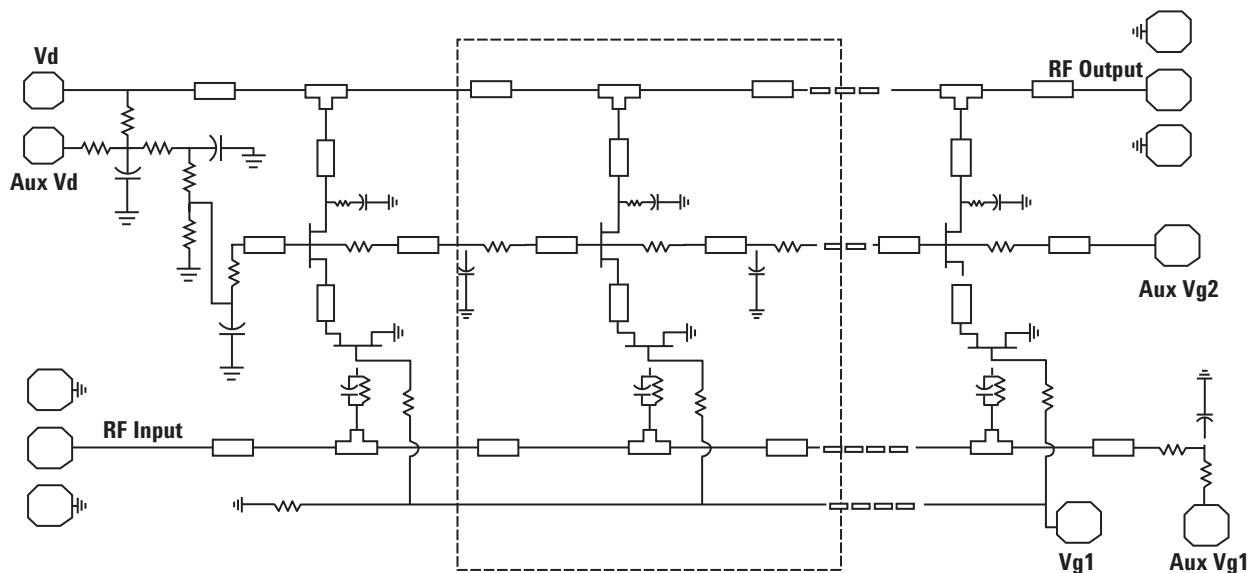 Vd
RF Output
Aux Vd
Aux Vg2
RF Input
Vg1
Aux Vg1